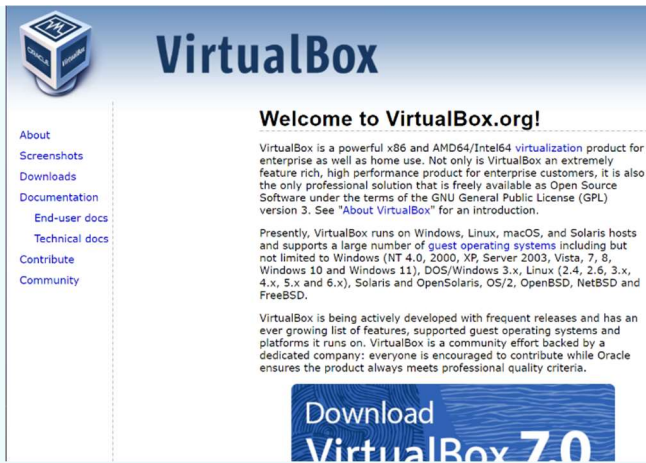 ORACLE
VirtualBox
VirtualBox
About
Screenshots
Downloads
Documentation
End-user docs
Technical docs
Contribute
Community
Welcome to VirtualBox.org!
VirtualBox is a powerful x86 and AMD64/Intel64 virtualization product for
enterprise as well as home use. Not only is VirtualBox an extremely
feature rich, high performance product for enterprise customers, it is also
the only professional solution that is freely available as Open Source
Software under the terms of the GNU General Public License (GPL)
version 3. See "About VirtualBox" for an introduction.
Presently, VirtualBox runs on Windows, Linux, macOS, and Solaris hosts
and supports a large number of guest operating systems including but
not limited to Windows (NT 4.0, 2000, XP, Server 2003, Vista, 7, 8,
Windows 10 and Windows 11), DOS/Windows 3.x, Linux (2.4, 2.6, 3.x,
4.x, 5.x and 6.x), Solaris and OpenSolaris, OS/2, OpenBSD, NetBSD and
FreeBSD.
VirtualBox is being actively developed with frequent releases and has an
ever growing list of features, supported guest operating systems and
platforms it runs on. VirtualBox is a community effort backed by a
dedicated company: everyone is encouraged to contribute while Oracle
ensures the product always meets professional quality criteria.
Download
VirtualBox 7.0